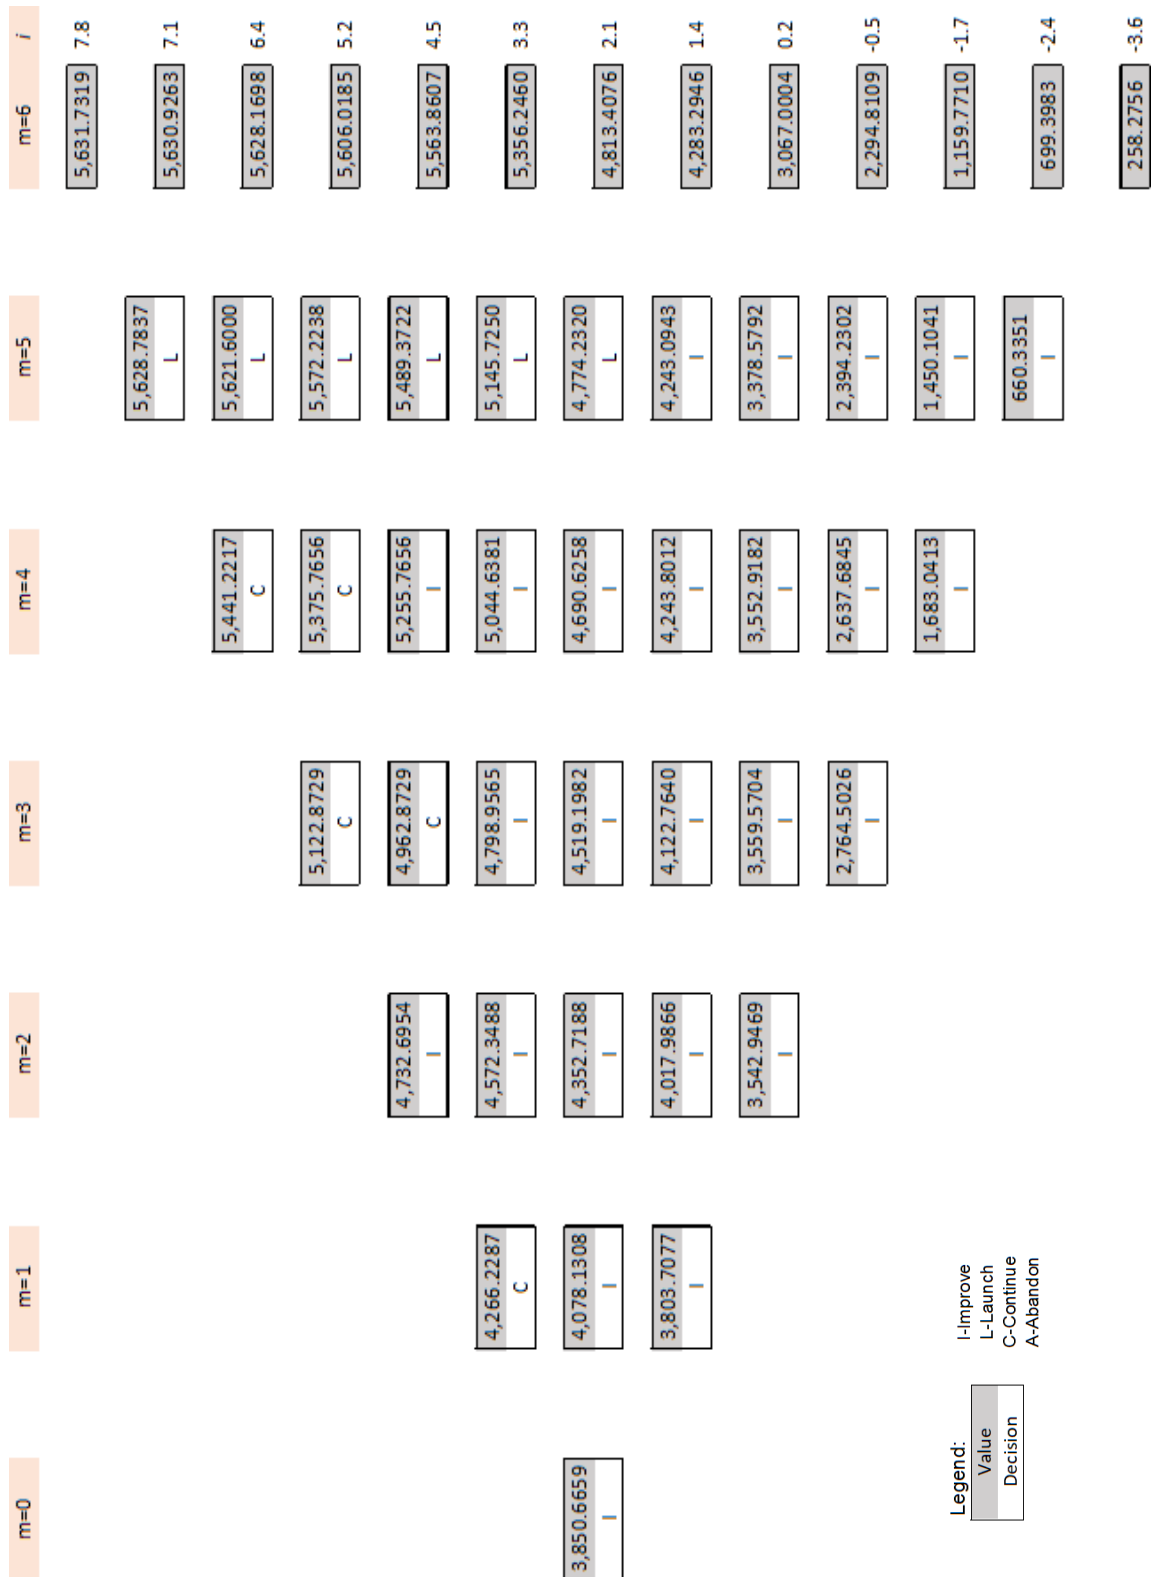 m=0 m=1 m=2 m=3 m=4 m=5 m=6 i
5,631.7319 7.8
5,628.7837
L 5,630.9263 7.1
5,441.2217 5,621.6000
C L 5,628.1698 6.4
5,122.8729 5,375.7656 5,572.2238
C C L 5,606.0185 5.2
4,732.6954 4,962.8729 5,255.7656 5,489.3722
I C I L 5,563.8607 4.5
4,266.2287 4,572.3488 4,798.9565 5,044.6381 5,145.7250
C I I I L 5,356.2460 3.3
3,850.6659 4,078.1308 4,352.7188 4,519.1982 4,690.6258 4,774.2320
I I I I I L 4,813.4076 2.1
3,803.7077 4,017.9866 4,122.7640 4,243.8012 4,243.0943
I I I I I 4,283.2946 1.4
3,542.9469 3,559.5704 3,552.9182 3,378.5792
I I I I 3,067.0004 0.2
2,764.5026 2,637.6845 2,394.2302
I I I 2,294.8109 -0.5
1,683.0413 1,450.1041
I I 1,159.7710 -1.7
660.3351
I 699.3983 -2.4
258.2756 -3.6
Legend:
Value
Decision
I-Improve
L-Launch
C-Continue
A-Abandon